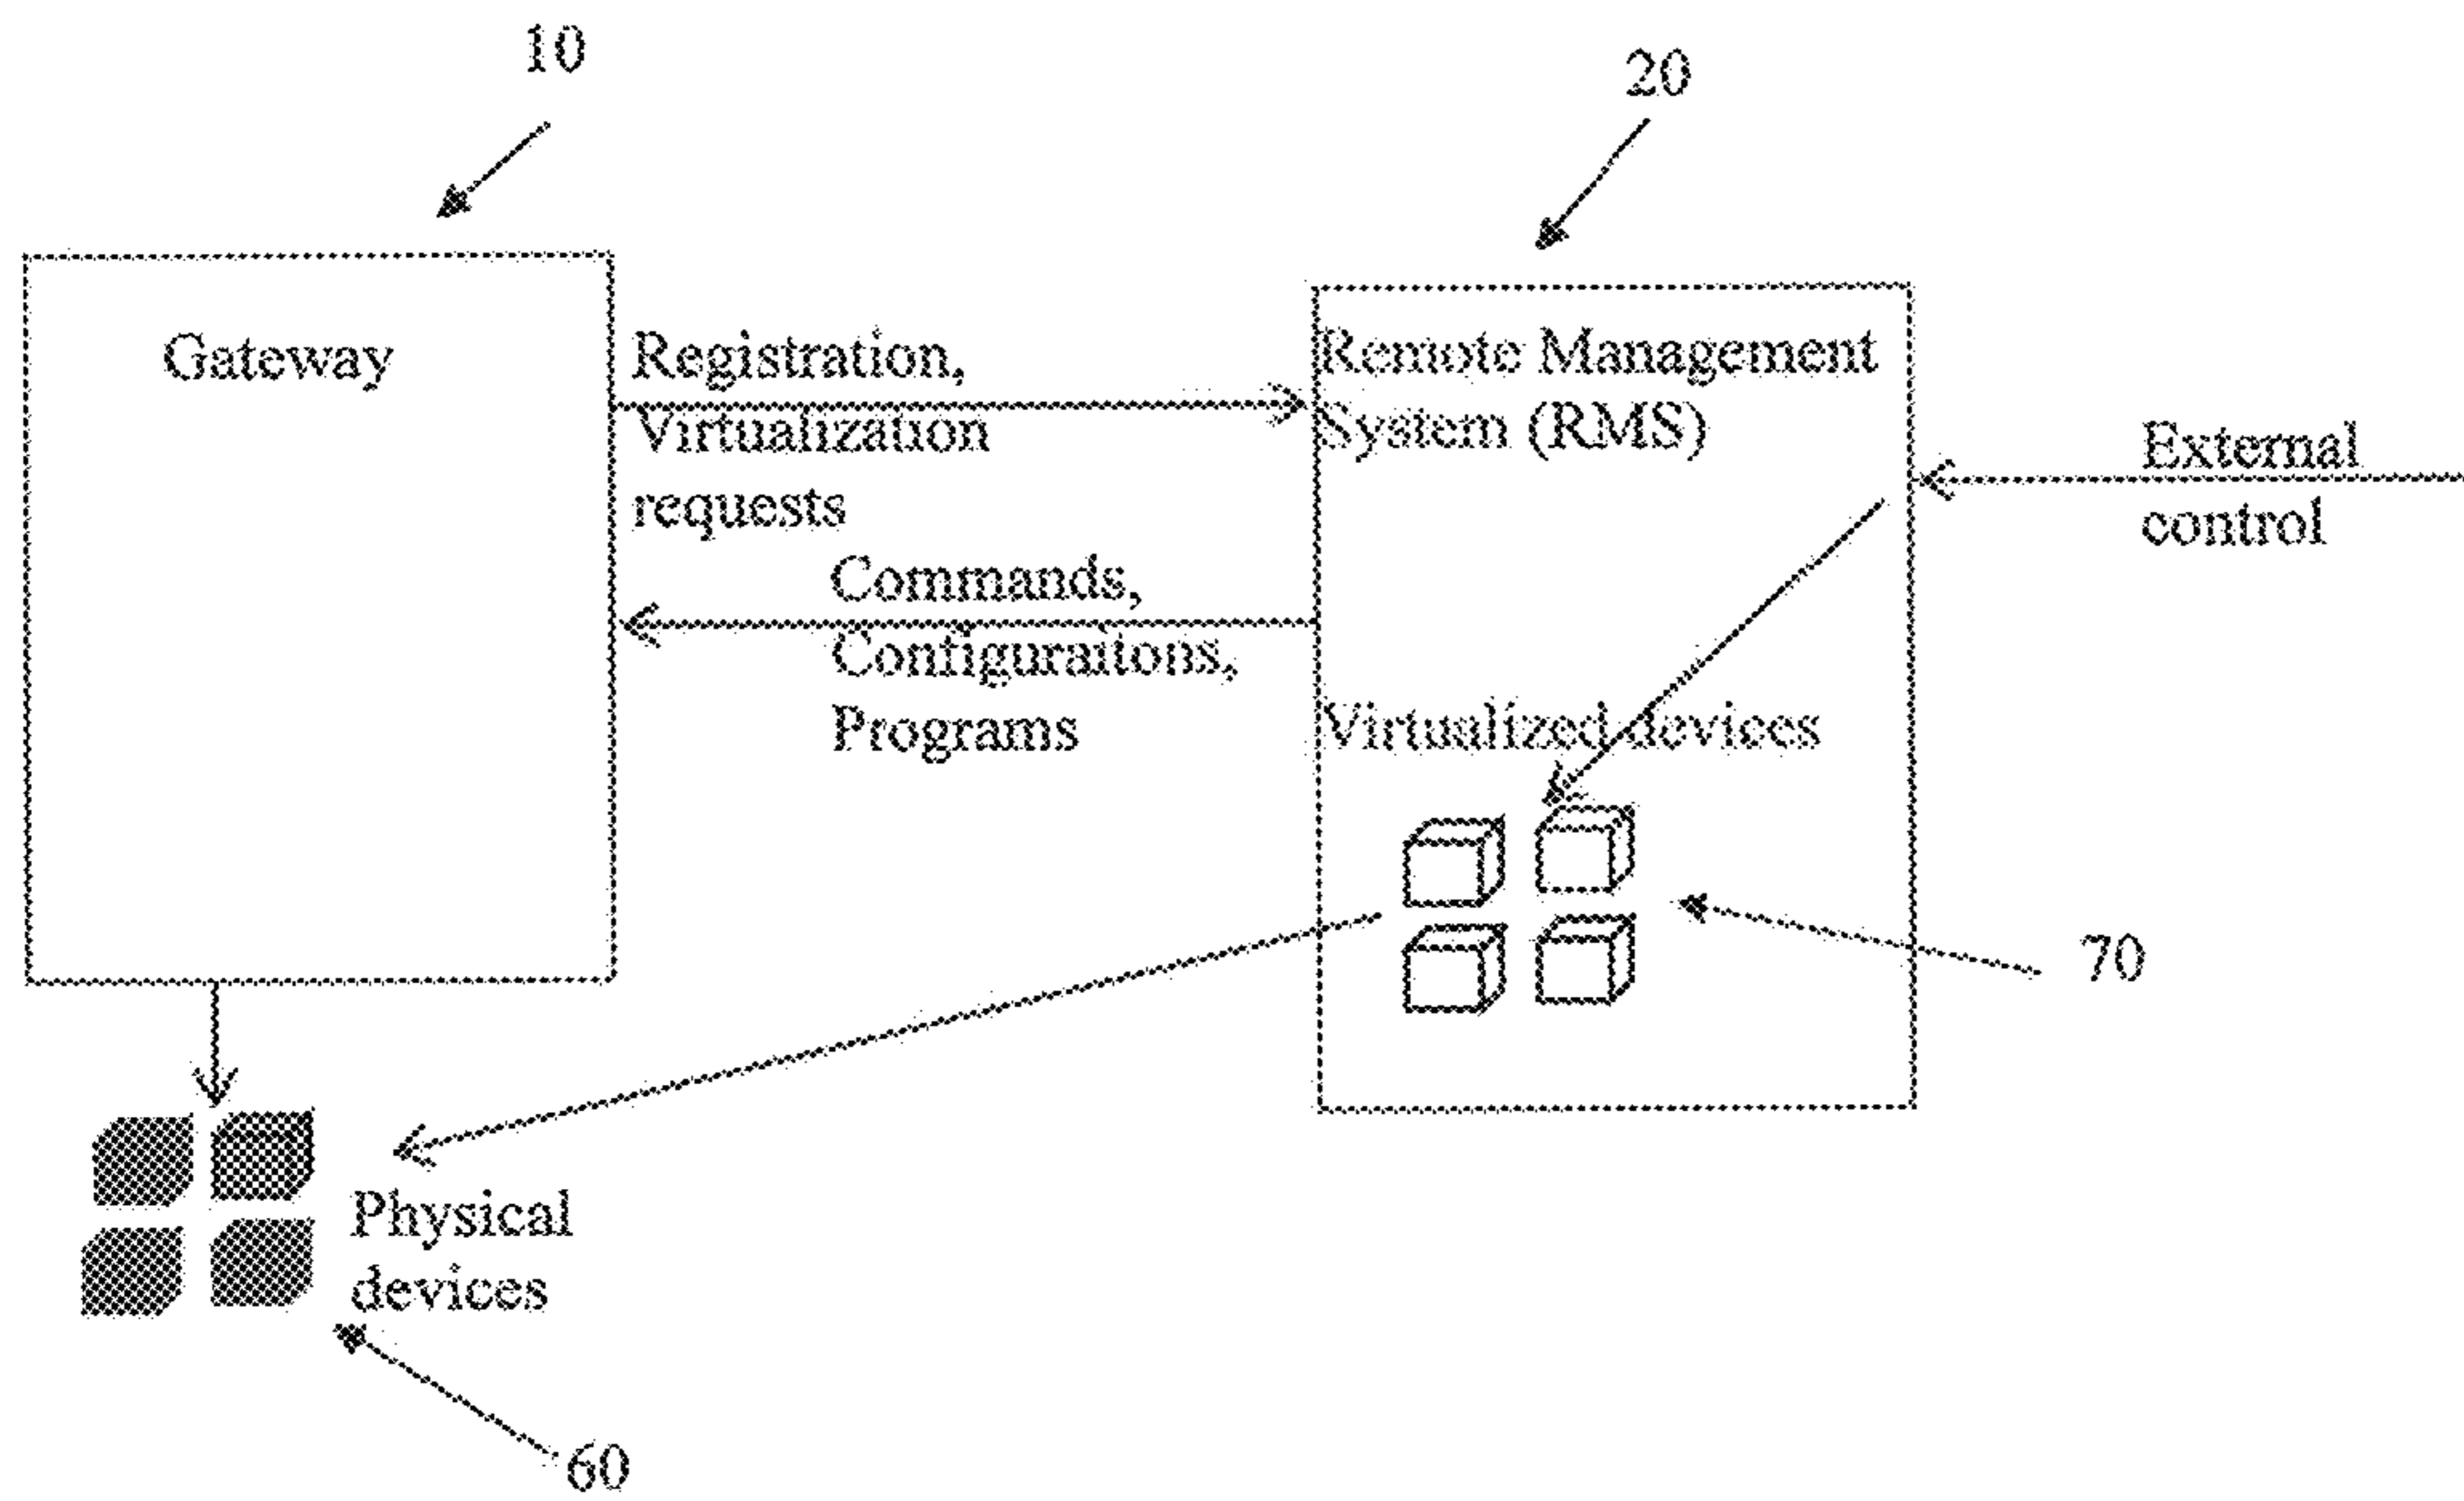 10
20
Gateway
Registration,
Virtualization
requests
Remote Management
System (RMS)
External
control
Commands,
Configuraitons,
Programs
Virtualized devices
70
Physical
devices
60